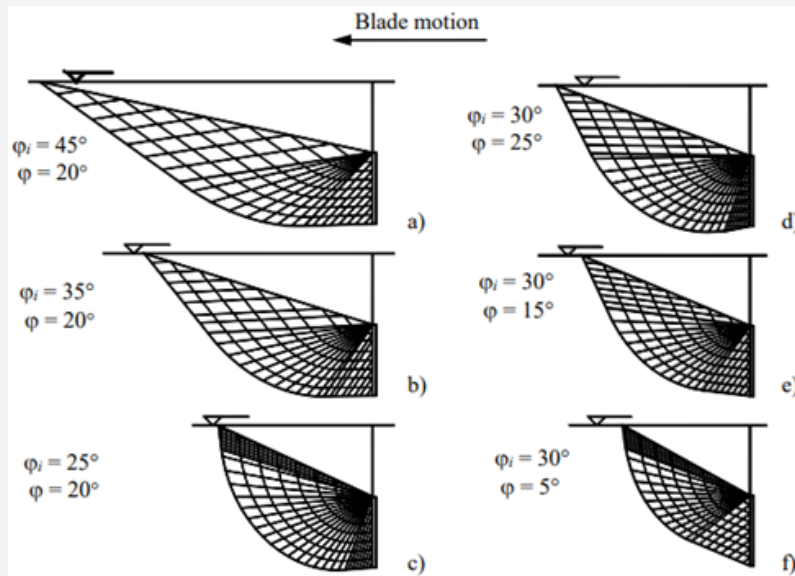 Blade motion
φᵢ = 45°
φ = 20°
a)
φᵢ = 35°
φ = 20°
b)
φᵢ = 25°
φ = 20°
c)
φᵢ = 30°
φ = 25°
d)
φᵢ = 30°
φ = 15°
e)
φᵢ = 30°
φ = 5°
f)